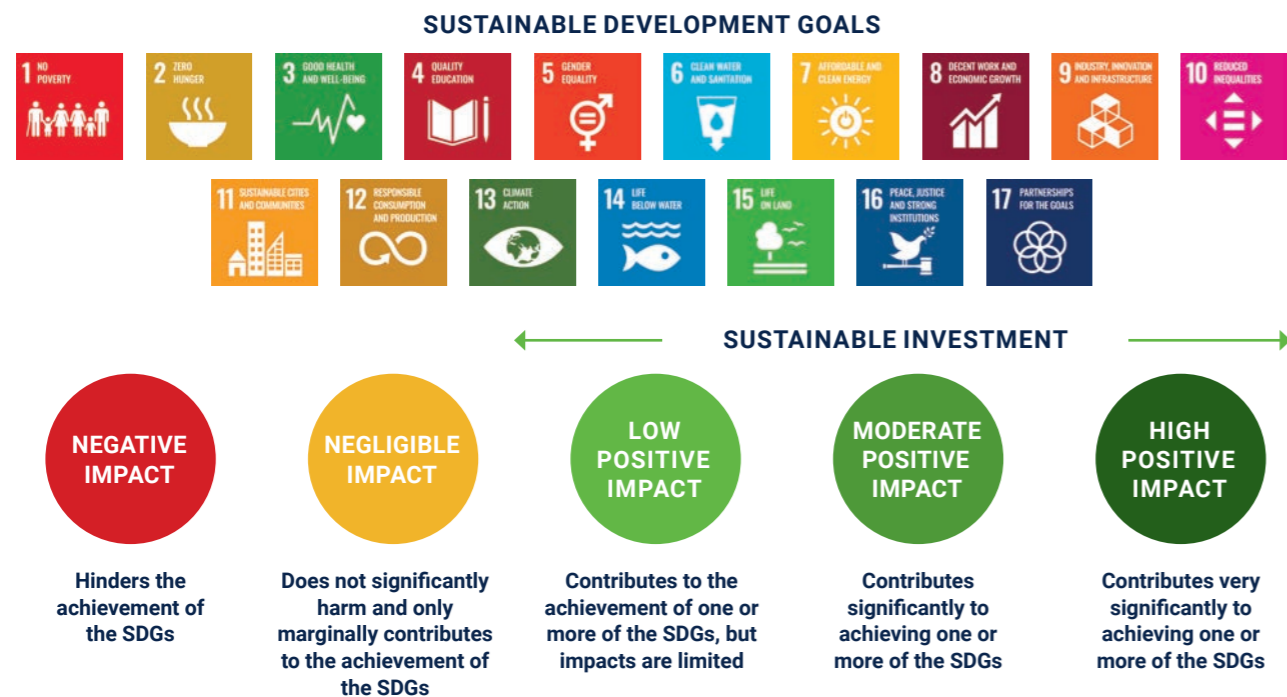 SUSTAINABLE DEVELOPMENT GOALS
1 NO
POVERTY
2 ZERO
HUNGER
3 GOOD HEALTH
AND WELL-BEING
4 QUALITY
EDUCATION
5 GENDER
EQUALITY
6 CLEAN WATER
AND SANITATION
7 AFFORDABLE AND
CLEAN ENERGY
8 DECENT WORK AND
ECONOMIC GROWTH
9 INDUSTRY, INNOVATION
AND INFRASTRUCTURE
10 REDUCED
INEQUALITIES
11 SUSTAINABLE CITIES
AND COMMUNITIES
12 RESPONSIBLE
CONSUMPTION
AND PRODUCTION
13 CLIMATE
ACTION
14 LIFE
BELOW WATER
15 LIFE
ON LAND
16 PEACE, JUSTICE
AND STRONG
INSTITUTIONS
17 PARTNERSHIPS
FOR THE GOALS
SUSTAINABLE INVESTMENT
NEGATIVE
IMPACT
Hinders the
achievement of
the SDGs
NEGLIGIBLE
IMPACT
Does not significantly
harm and only
marginally contributes
to the achievement of
the SDGs
LOW
POSITIVE
IMPACT
Contributes to the
achievement of one or
more of the SDGs, but
impacts are limited
MODERATE
POSITIVE
IMPACT
Contributes
significantly to
achieving one or
more of the SDGs
HIGH
POSITIVE
IMPACT
Contributes very
significantly to
achieving one or
more of the SDGs